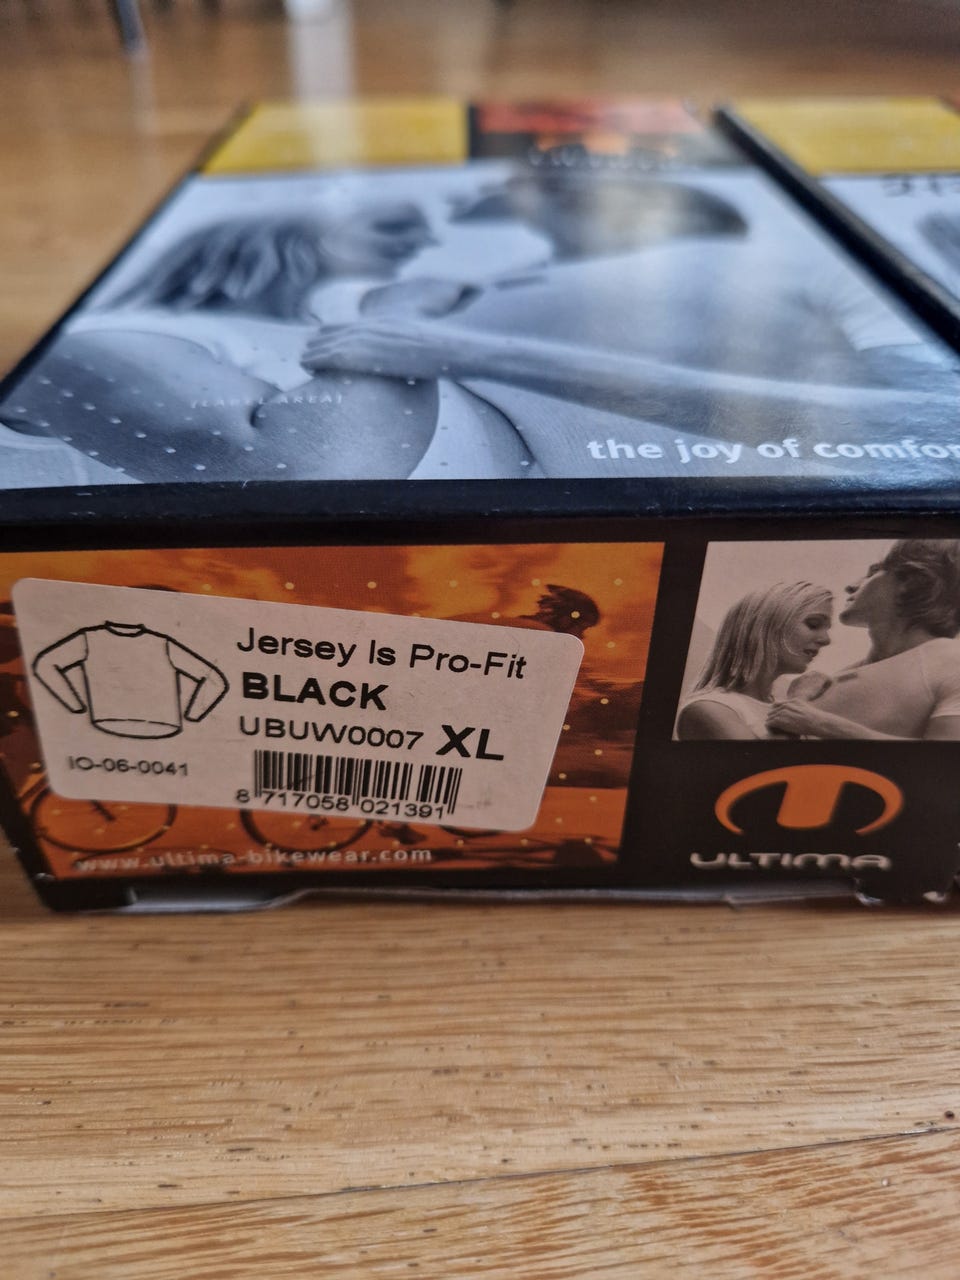 [LABEL AREA]
the joy of comfor
Jersey Is Pro-Fit
BLACK
UBUW0007 XL
IO-06-0041
8 717058 021391
www.ultima-bikewear.com
ULTIMA